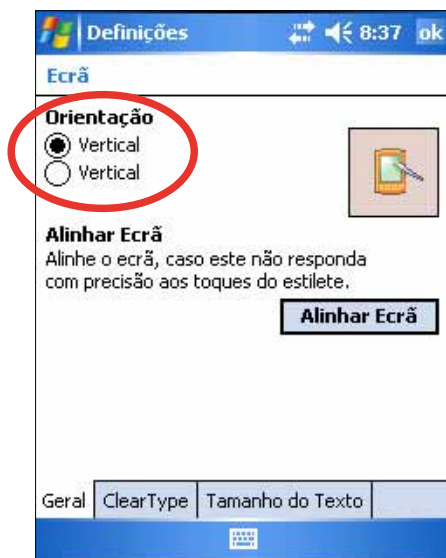 Definições 8:37 ok
Ecrã
Orientação
Vertical
Vertical
Alinhar Ecrã
Alinhe o ecrã, caso este não responda
com precisão aos toques do estilete.
Alinhar Ecrã
Geral ClearType Tamanho do Texto